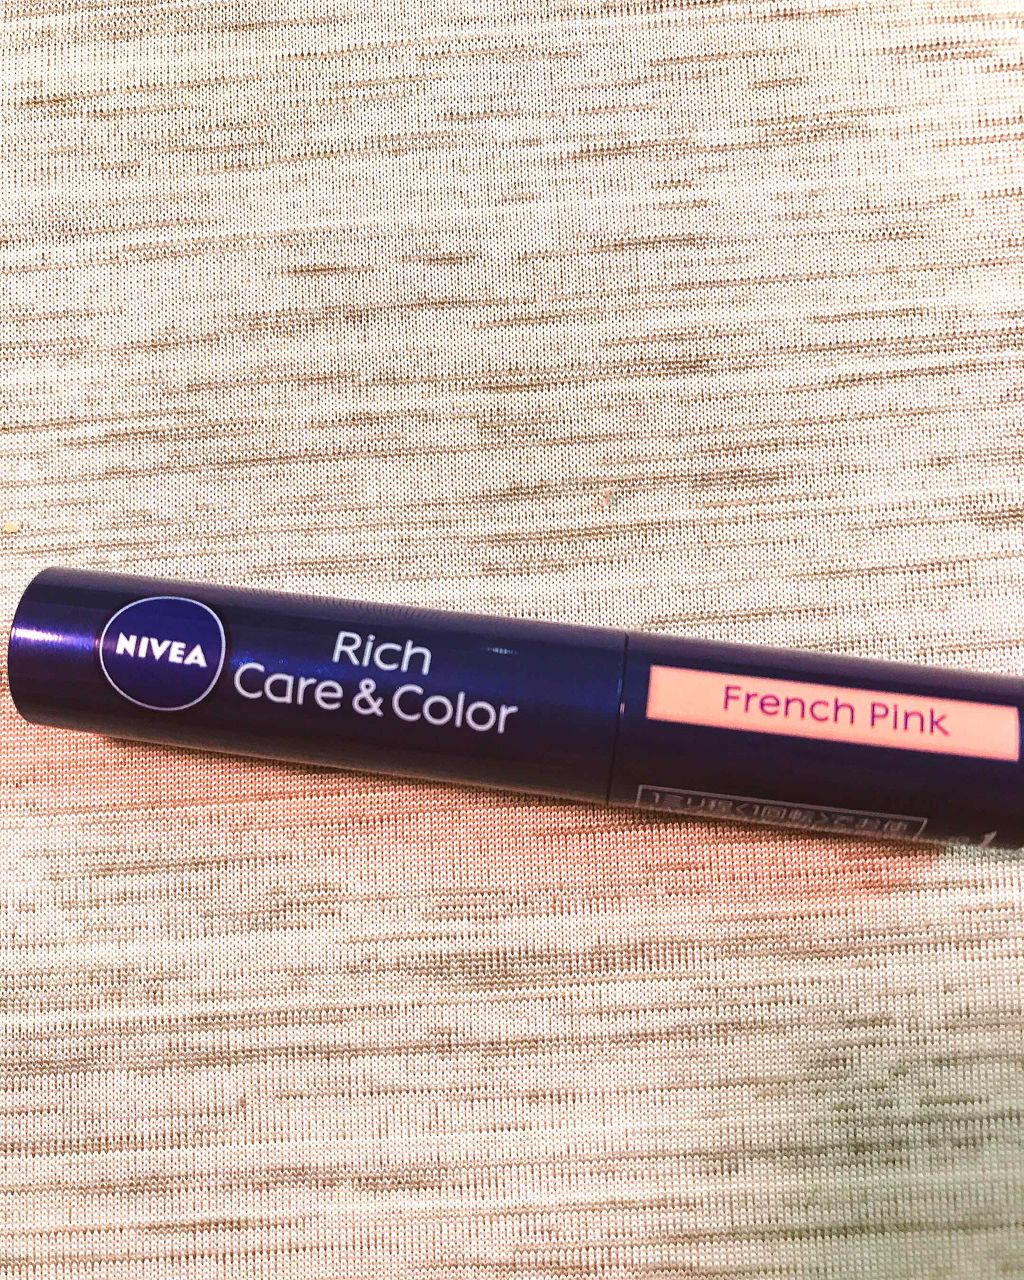 NIVEA
Rich
Care & Color
French Pink